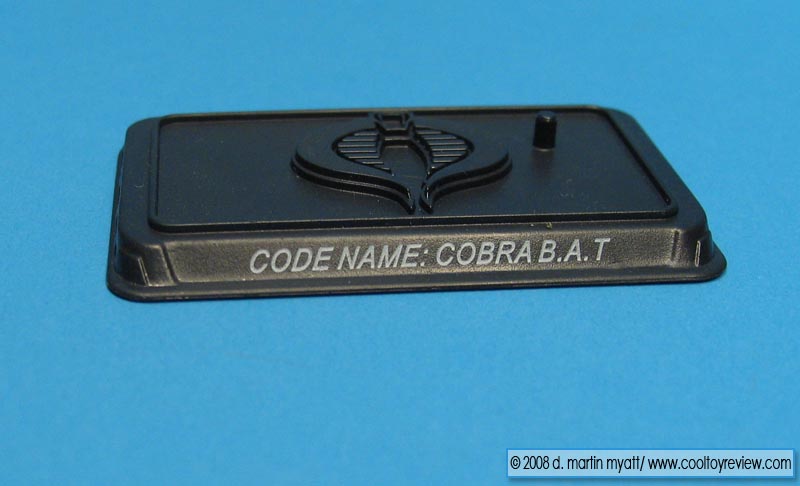 CODE NAME: COBRA B.A.T
© 2008 d. martin myatt/ www.cooltoyreview.com